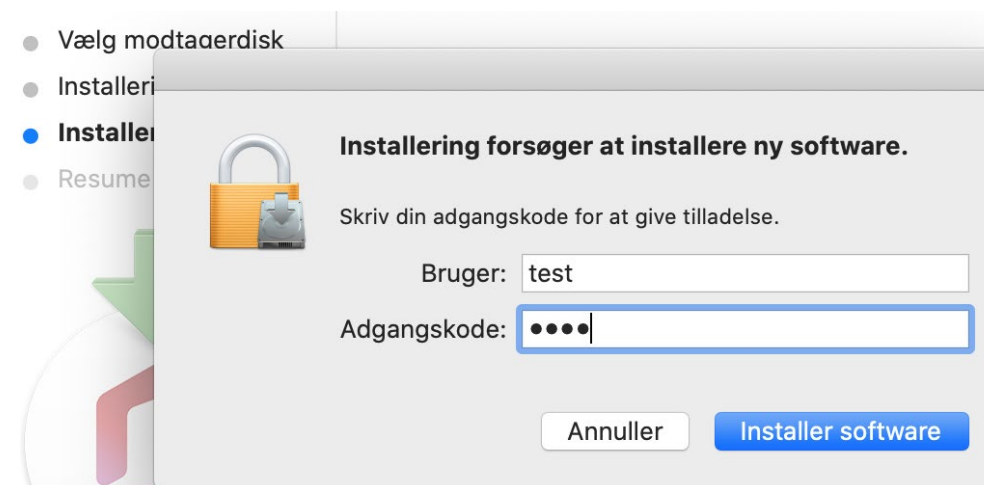 Vælg modtagerdisk
Installeri
Installer
Resume
Installering forsøger at installere ny software.
Skriv din adgangskode for at give tilladelse.
Bruger: test
Adgangskode: ••••
Annuller Installer software